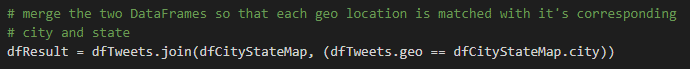 # merge the two DataFrames so that each geo location is matched with it's corresponding
# city and state
dfResult = dfTweets.join(dfCityStateMap, (dfTweets.geo == dfCityStateMap.city))